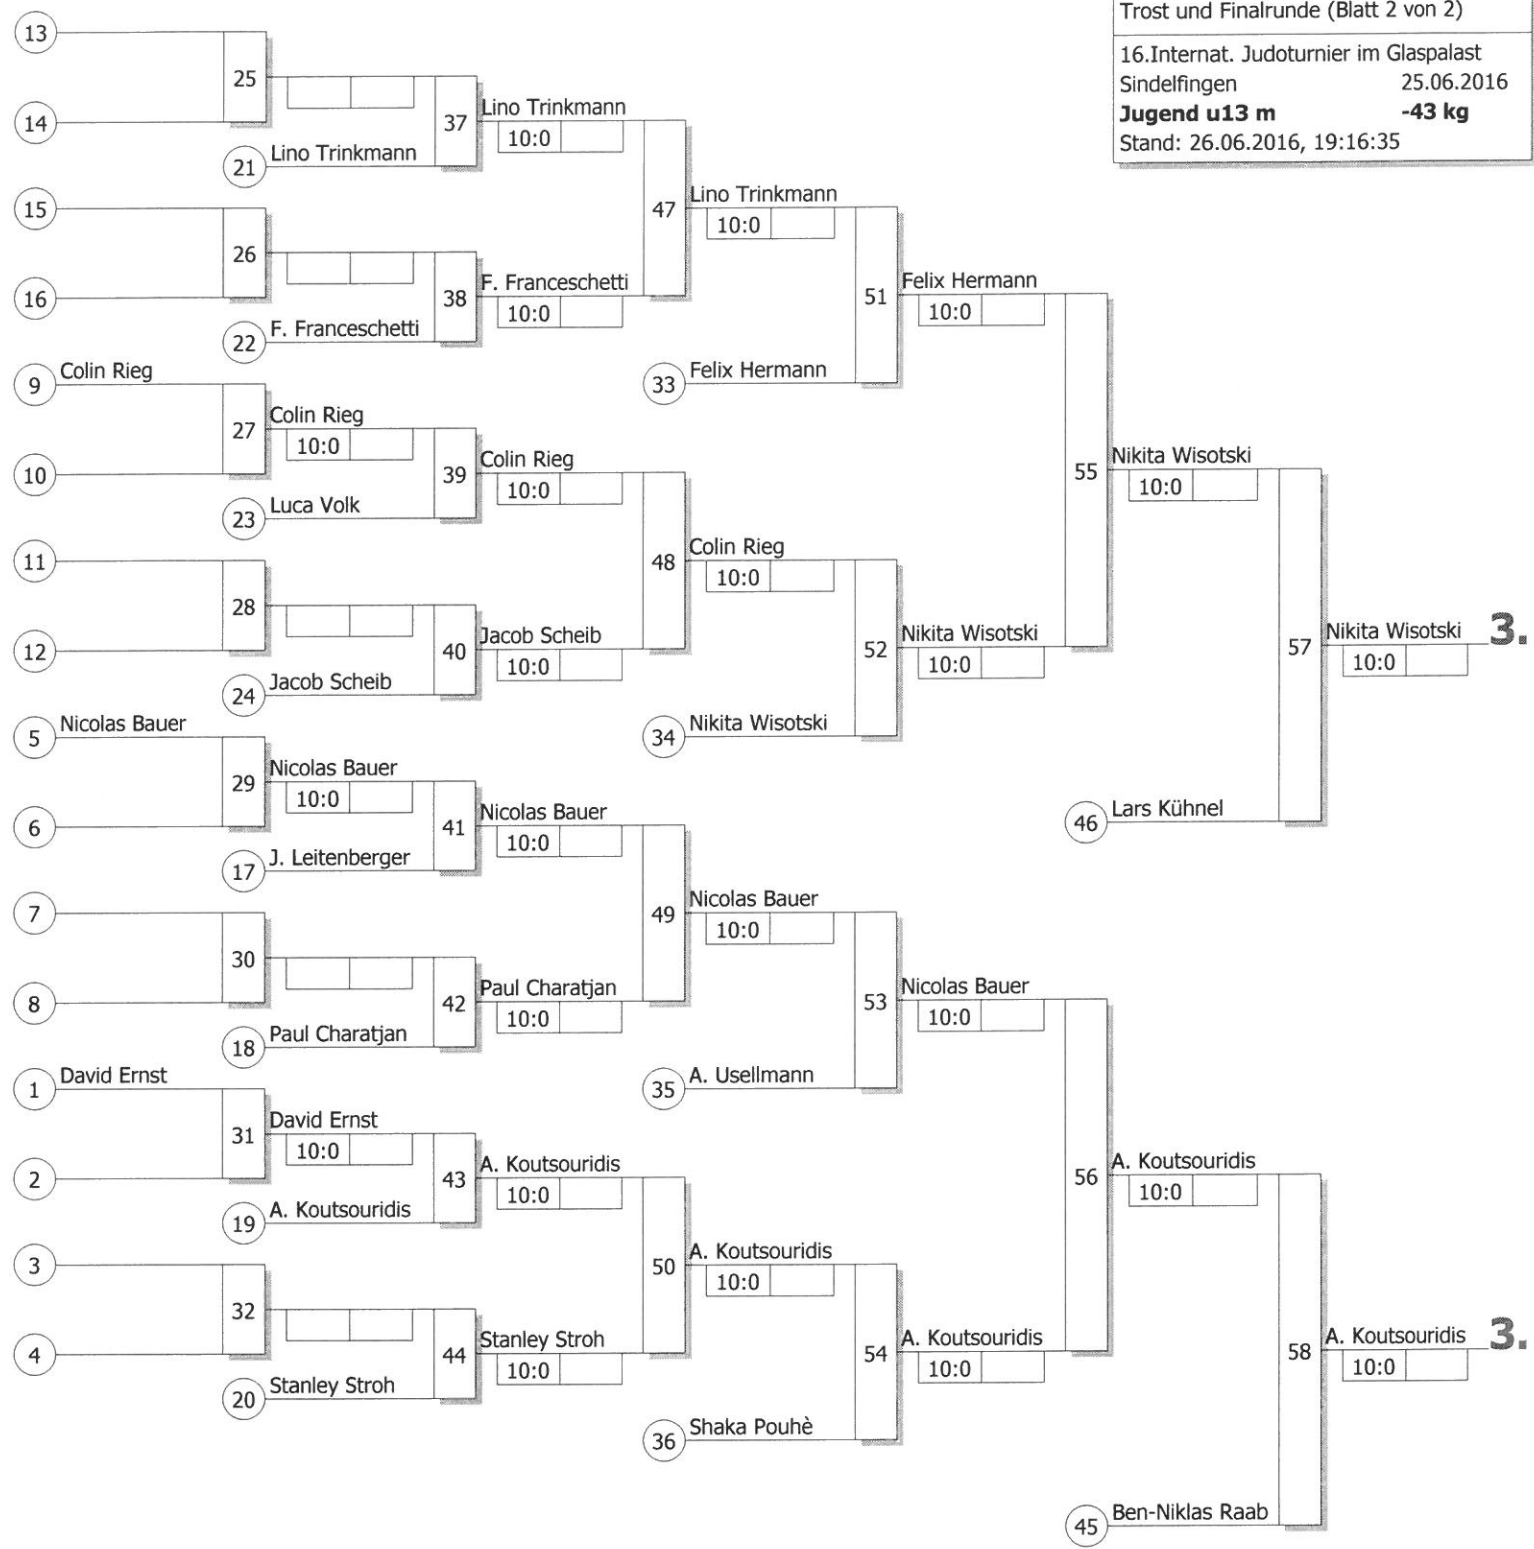 Trost und Finalrunde (Blatt 2 von 2)
16.Internat. Judoturnier im Glaspalast
Sindelfingen 25.06.2016
Jugend u13 m -43 kg
Stand: 26.06.2016, 19:16:35
13
25
14
37
Lino Trinkmann
10:0
21 Lino Trinkmann
15
47
Lino Trinkmann
10:0
26
16
38
F. Franceschetti
10:0
22 F. Franceschetti
51
Felix Hermann
10:0
33 Felix Hermann
9 Colin Rieg
27
Colin Rieg
10:0
10
39
Colin Rieg
10:0
23 Luca Volk
55
Nikita Wisotski
10:0
11
48
Colin Rieg
10:0
28
12
40
Jacob Scheib
10:0
24 Jacob Scheib
52
Nikita Wisotski
10:0
57
Nikita Wisotski 3.
10:0
34 Nikita Wisotski
5 Nicolas Bauer
29
Nicolas Bauer
10:0
6
41
Nicolas Bauer
10:0
46 Lars Kühnel
17 J. Leitenberger
7
49
Nicolas Bauer
10:0
30
8
42
Paul Charatjan
10:0
18 Paul Charatjan
53
Nicolas Bauer
10:0
35 A. Usellmann
1 David Ernst
31
David Ernst
10:0
2
43
A. Koutsouridis
10:0
19 A. Koutsouridis
56
A. Koutsouridis
10:0
3
50
A. Koutsouridis
10:0
32
4
44
Stanley Stroh
10:0
20 Stanley Stroh
54
A. Koutsouridis
10:0
58
A. Koutsouridis 3.
10:0
36 Shaka Pouhè
45 Ben-Niklas Raab